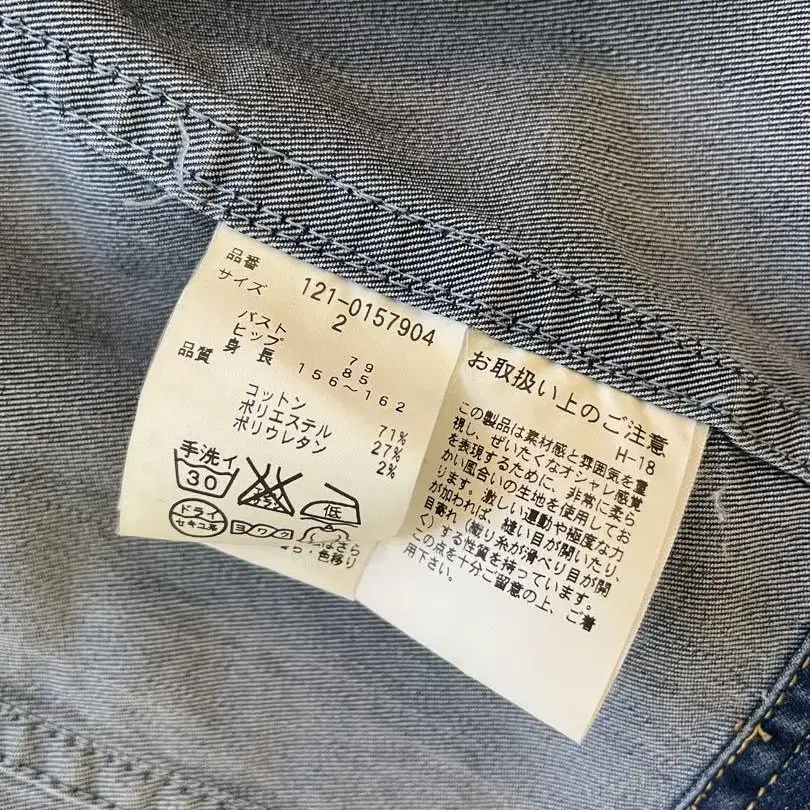 品番 121-0157904
サイズ 2
バスト 79
ヒップ 85
身長 156～162
品質
コットン 71%
ポリエステル 27%
ポリウレタン 2%
手洗イ
30
エンソサラシ
低
ドライ
セキユ系
ヨワク
色移り
お取扱い上のご注意
H-18
この製品は素材感と雰囲気を重
視し、ぜいたくなオシャレ感覚
を表現するために、非常に柔ら
かい風合いの生地を使用してお
ります。激しい運動や極度な力
が加われば、縫い目が開いたり、
目寄れ（織り糸が滑べり目が開
く）する性質を持っています。
この点を十分ご留意の上、ご着
用下さい。